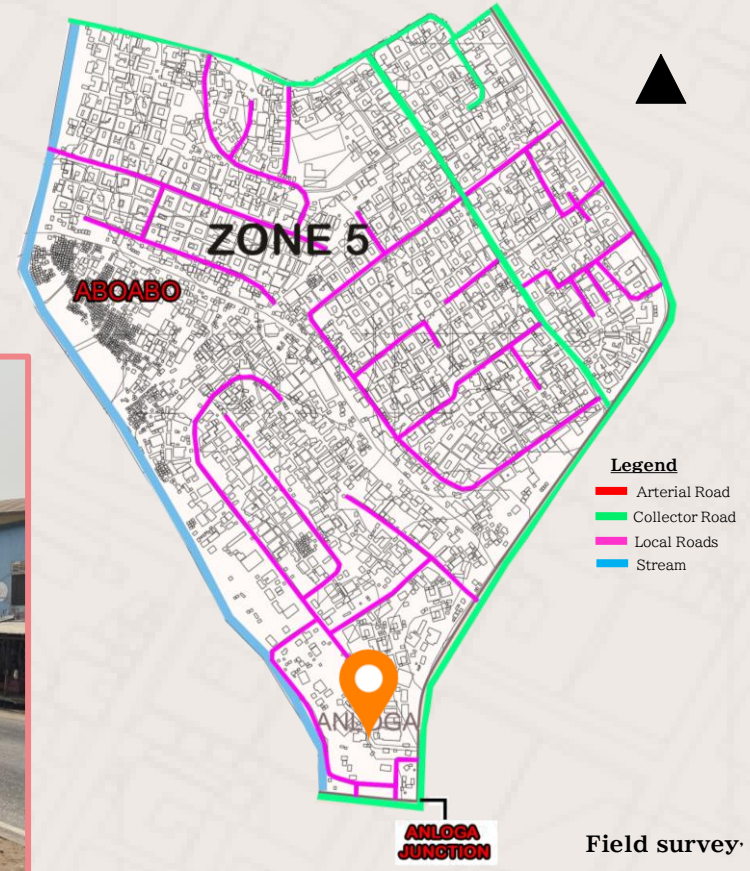 ZONE 5
ABOABO
Legend
Arterial Road
Collector Road
Local Roads
Stream
ANLOGA
ANLOGA
JUNCTION
Field survey,